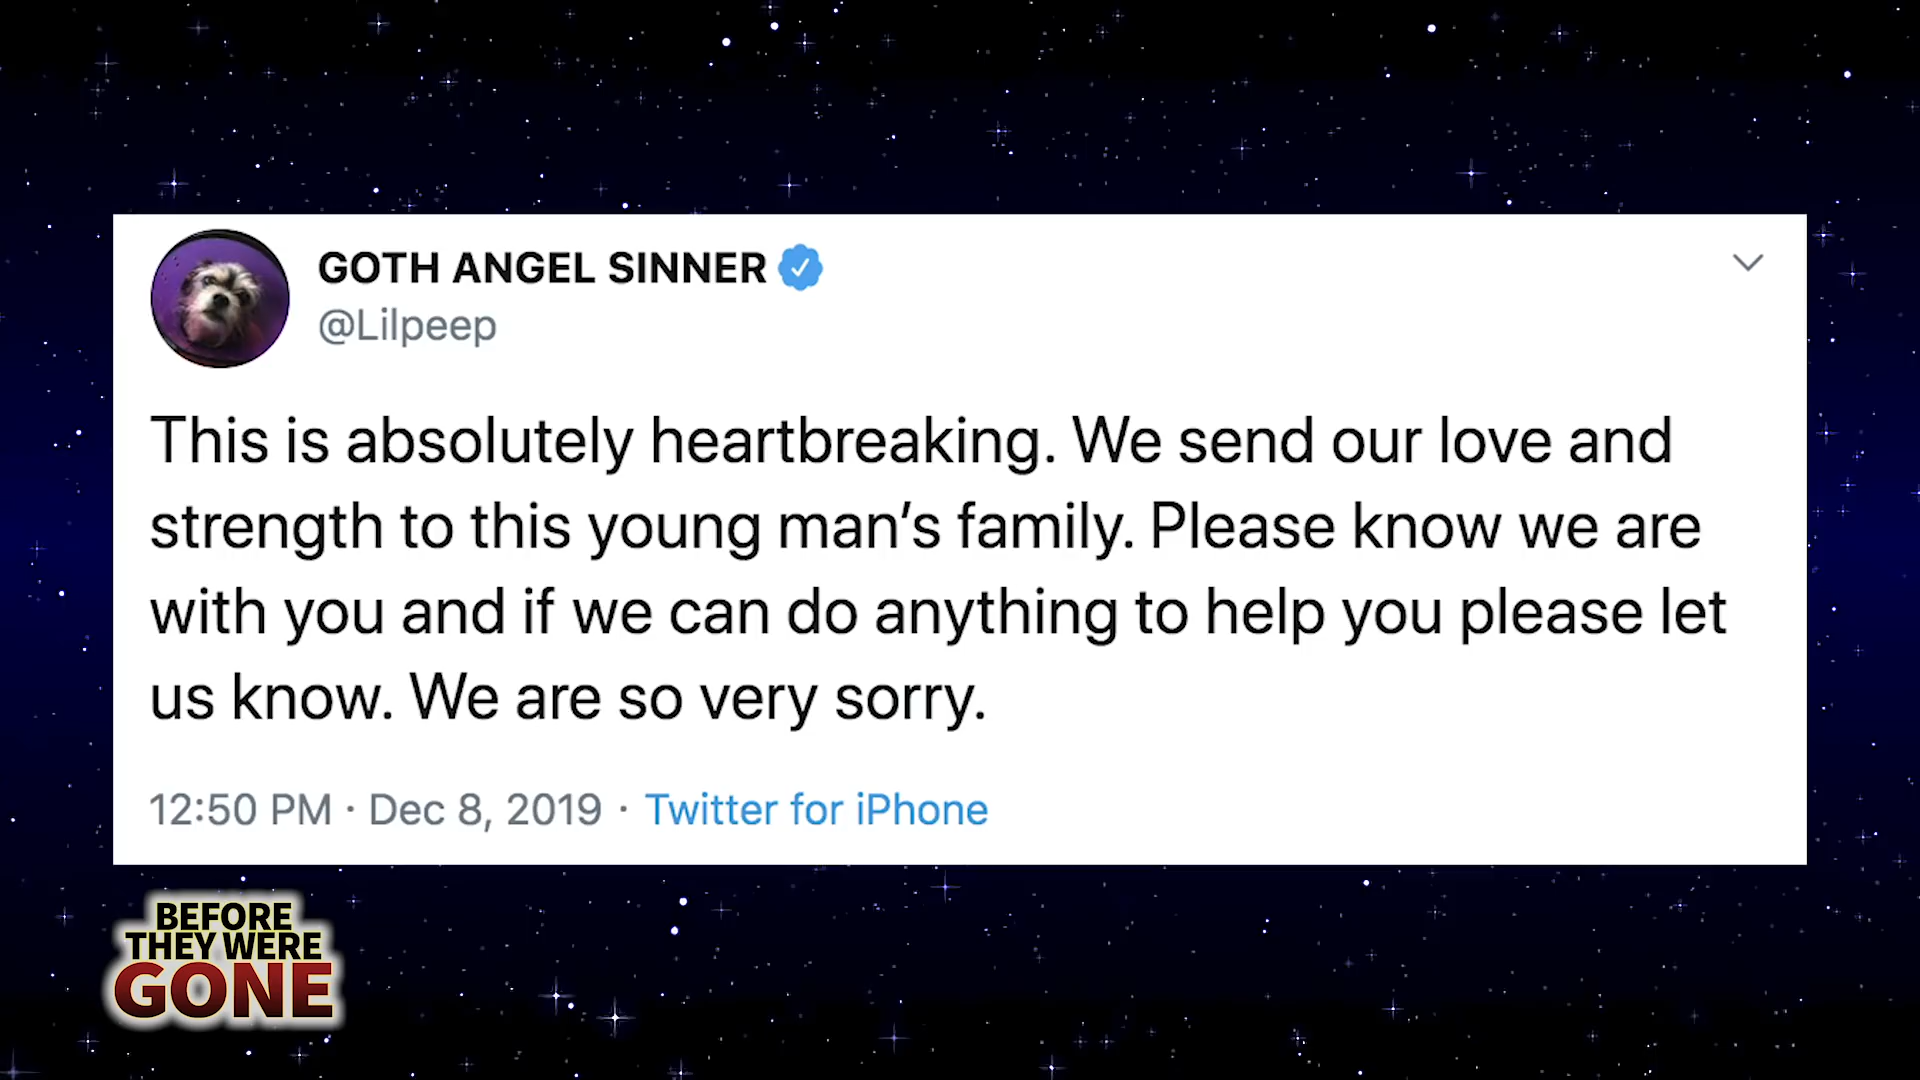 GOTH ANGEL SINNER
@Lilpeep
This is absolutely heartbreaking. We send our love and
strength to this young man’s family. Please know we are
with you and if we can do anything to help you please let
us know. We are so very sorry.
12:50 PM · Dec 8, 2019 · Twitter for iPhone
BEFORE
THEY WERE
GONE